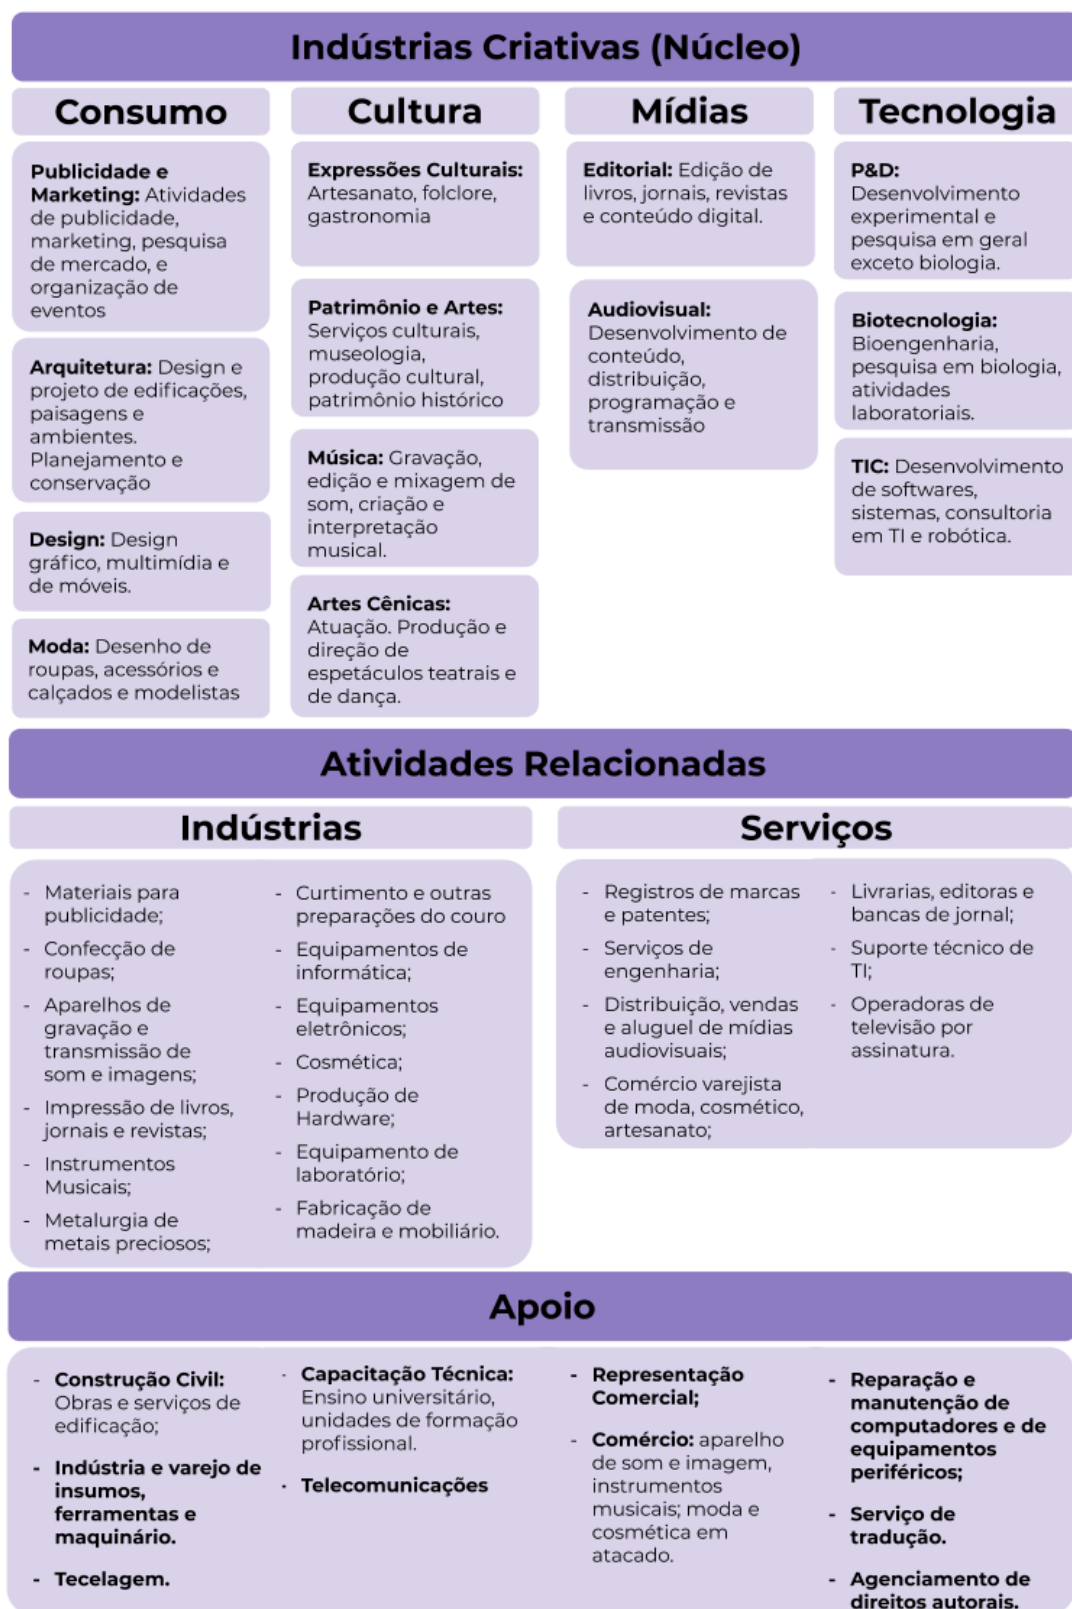 Indústrias Criativas (Núcleo)
Consumo
Publicidade e
Marketing: Atividades
de publicidade,
marketing, pesquisa
de mercado, e
organização de
eventos
Arquitetura: Design e
projeto de edificações,
paisagens e
ambientes.
Planejamento e
conservação
Design: Design
gráfico, multimídia e
de móveis.
Moda: Desenho de
roupas, acessórios e
calçados e modelistas
Cultura
Expressões Culturais:
Artesanato, folclore,
gastronomia
Patrimônio e Artes:
Serviços culturais,
museologia,
produção cultural,
patrimônio histórico
Música: Gravação,
edição e mixagem de
som, criação e
interpretação
musical.
Artes Cênicas:
Atuação. Produção e
direção de
espetáculos teatrais e
de dança.
Mídias
Editorial: Edição de
livros, jornais, revistas
e conteúdo digital.
Audiovisual:
Desenvolvimento de
conteúdo,
distribuição,
programação e
transmissão
Tecnologia
P&D:
Desenvolvimento
experimental e
pesquisa em geral
exceto biologia.
Biotecnologia:
Bioengenharia,
pesquisa em biologia,
atividades
laboratoriais.
TIC: Desenvolvimento
de softwares,
sistemas, consultoria
em TI e robótica.
Atividades Relacionadas
Indústrias
- Materiais para
publicidade;
- Confecção de
roupas;
- Aparelhos de
gravação e
transmissão de
som e imagens;
- Impressão de livros,
jornais e revistas;
- Instrumentos
Musicais;
- Metalurgia de
metais preciosos;
- Curtimento e outras
preparações do couro
- Equipamentos de
informática;
- Equipamentos
eletrônicos;
- Cosmética;
- Produção de
Hardware;
- Equipamento de
laboratório;
- Fabricação de
madeira e mobiliário.
Serviços
- Registros de marcas
e patentes;
- Serviços de
engenharia;
- Distribuição, vendas
e aluguel de mídias
audiovisuais;
- Comércio varejista
de moda, cosmético,
artesanato;
- Livrarias, editoras e
bancas de jornal;
- Suporte técnico de
TI;
- Operadoras de
televisão por
assinatura.
Apoio
- Construção Civil:
Obras e serviços de
edificação;
- Indústria e varejo de
insumos,
ferramentas e
maquinário.
- Tecelagem.
- Capacitação Técnica:
Ensino universitário,
unidades de formação
profissional.
- Telecomunicações
- Representação
Comercial;
- Comércio: aparelho
de som e imagem,
instrumentos
musicais; moda e
cosmética em
atacado.
- Reparação e
manutenção de
computadores e de
equipamentos
periféricos;
- Serviço de
tradução.
- Agenciamento de
direitos autorais.